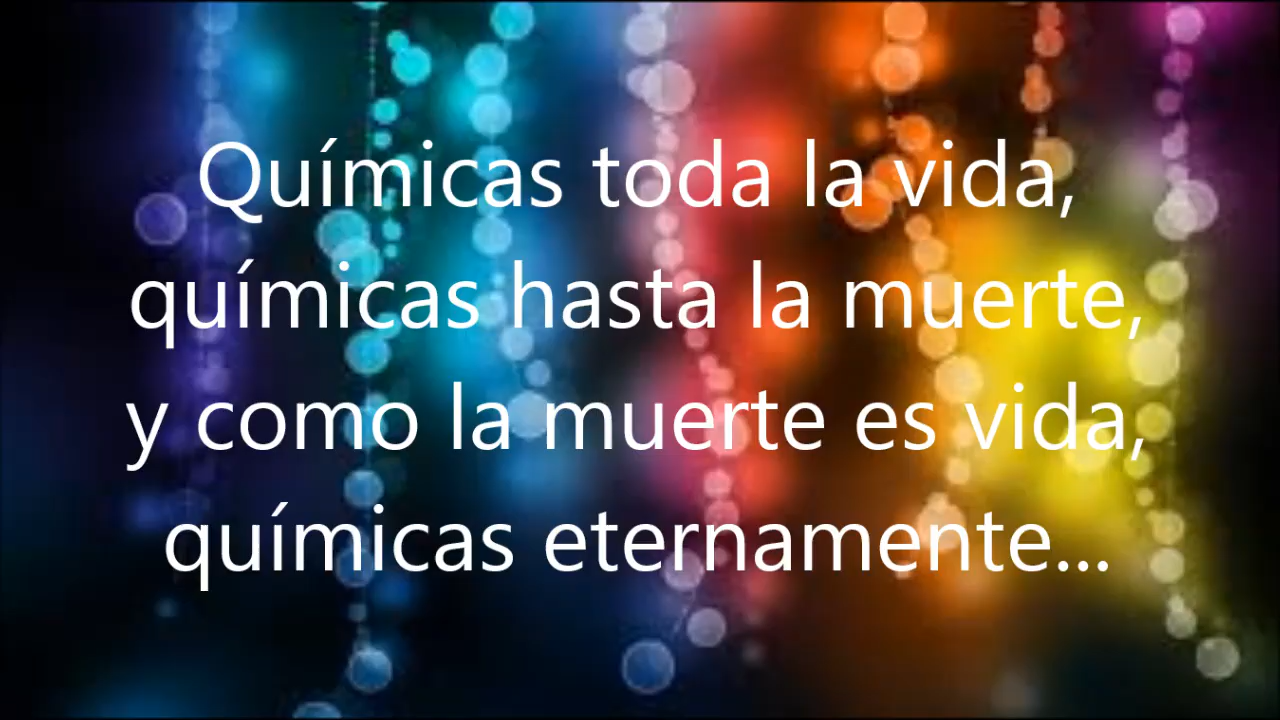 Químicas toda la vida,
químicas hasta la muerte,
y como la muerte es vida,
químicas eternamente...